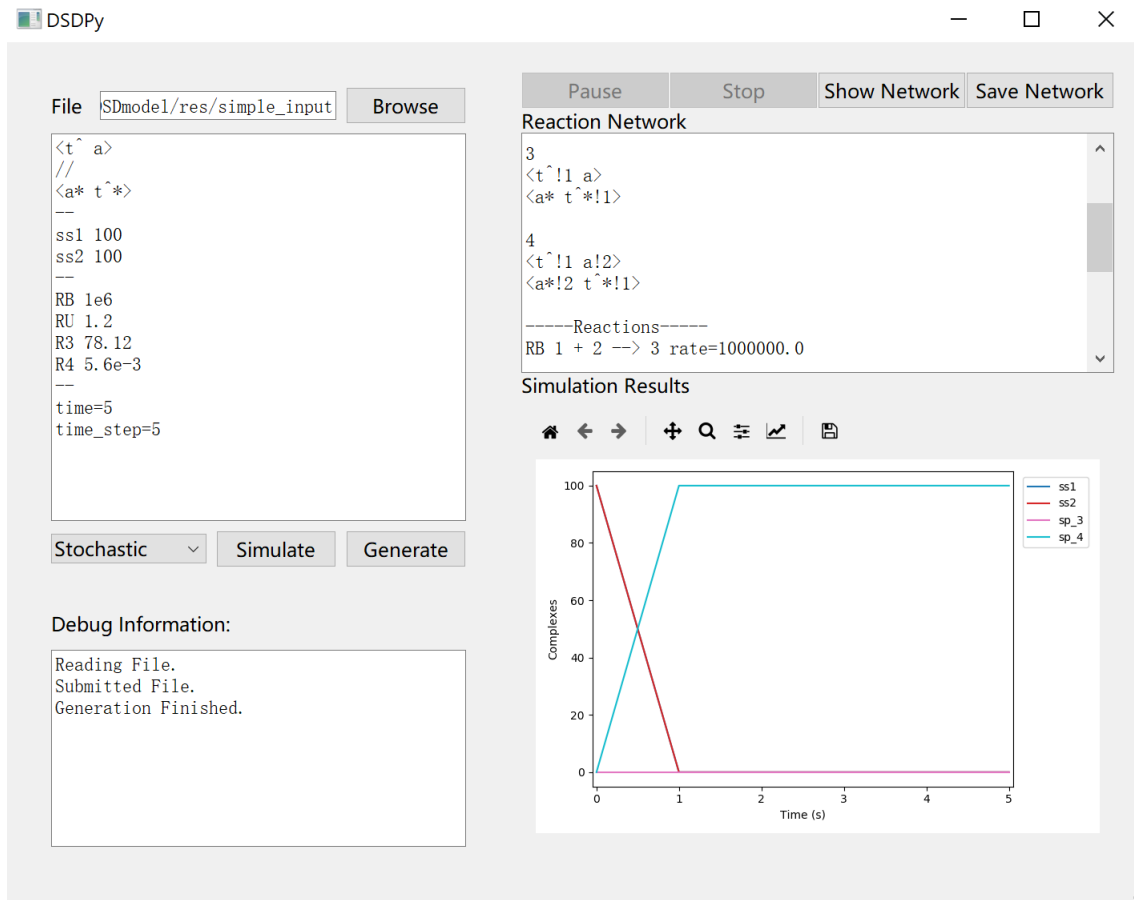 DSDPy
File
SDmodel/res/simple_input
Browse
<t^ a>
//
<a* t^*>
--
ss1 100
ss2 100
--
RB 1e6
RU 1.2
R3 78.12
R4 5.6e-3
--
time=5
time_step=5
Stochastic
Simulate
Generate
Debug Information:
Reading File.
Submitted File.
Generation Finished.
Pause
Stop
Show Network
Save Network
Reaction Network
3
<t^!1 a>
<a* t^*!1>
4
<t^!1 a!2>
<a*!2 t^*!1>
-----Reactions-----
RB 1 + 2 --> 3 rate=1000000.0
Simulation Results
100
80
60
40
20
0
Complexes
0 1 2 3 4 5
Time (s)
ss1
ss2
sp_3
sp_4